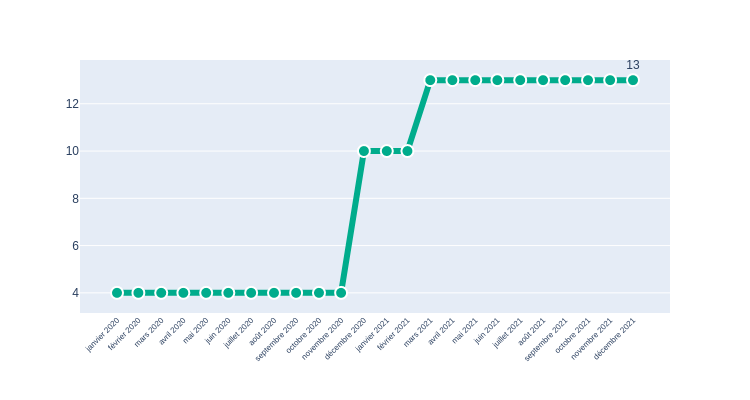 13
12
10
8
6
4
janvier 2020
février 2020
mars 2020
avril 2020
mai 2020
juin 2020
juillet 2020
août 2020
septembre 2020
octobre 2020
novembre 2020
décembre 2020
janvier 2021
février 2021
mars 2021
avril 2021
mai 2021
juin 2021
juillet 2021
août 2021
septembre 2021
octobre 2021
novembre 2021
décembre 2021